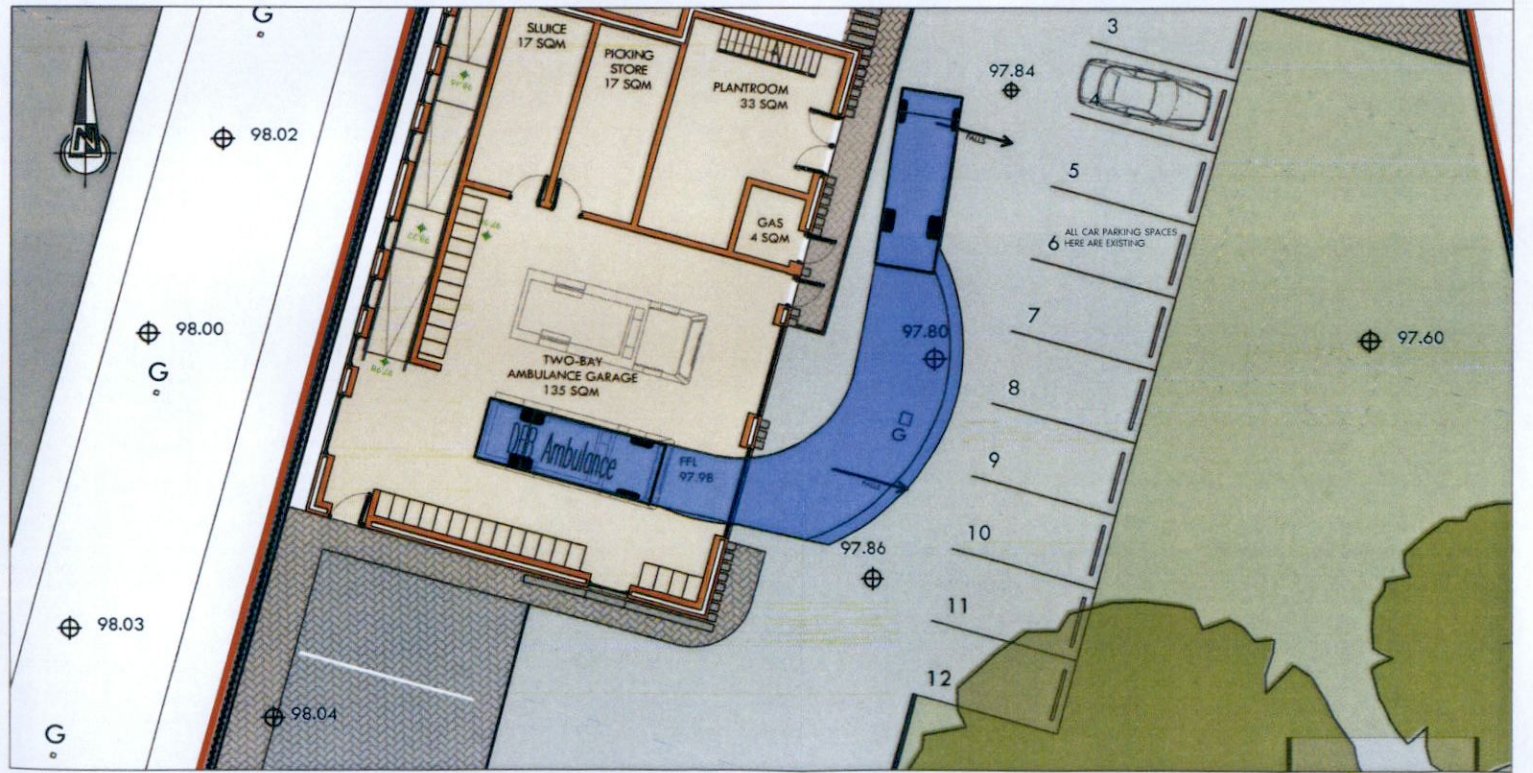 G
3
SLUICE
17 SQM
PICKING
STORE
17 SQM
97.84
PLANTROOM
33 SQM
N
98.02
FALLS
5
GAS
4 SQM
6
ALL CAR PARKING SPACES
HERE ARE EXISTING
98.00
7
97.80
97.60
G
TWO-BAY
AMBULANCE GARAGE
135 SQM
8
G
DAB Ambulance
FFL
97.98
9
FALLS
10
97.86
11
98.03
12
98.04
G